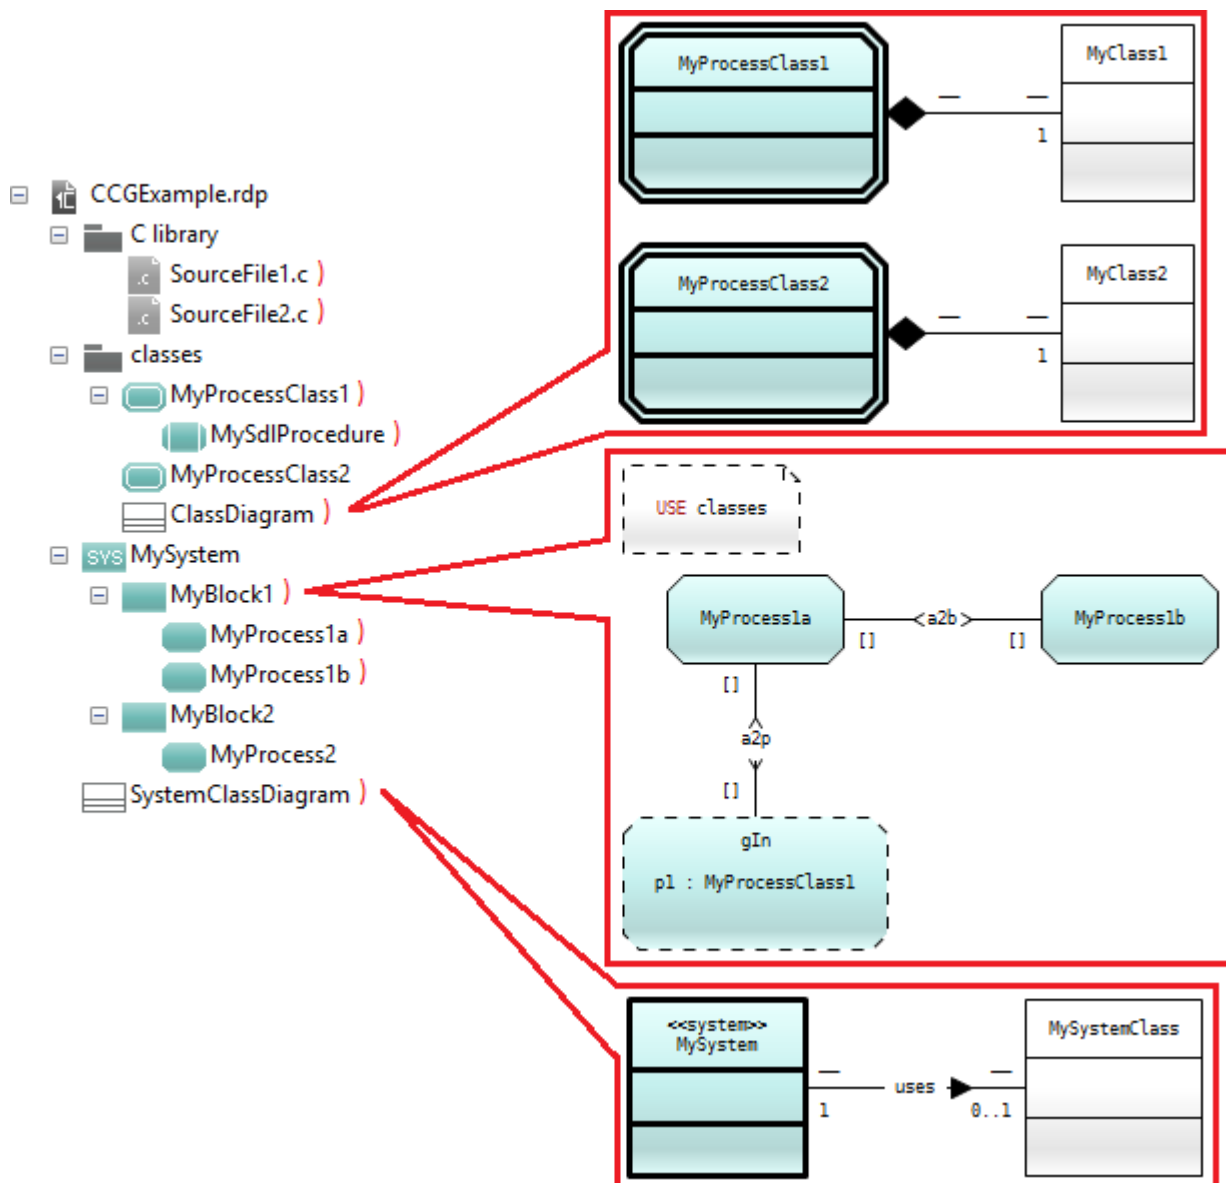 CCGExample.rdp
C library
.c SourceFile1.c )
.c SourceFile2.c )
classes
MyProcessClass1 )
MySdlProcedure )
MyProcessClass2
ClassDiagram )
SYS MySystem
MyBlock1 )
MyProcess1a )
MyProcess1b )
MyBlock2
MyProcess2
SystemClassDiagram )
MyProcessClass1
MyClass1
1
MyProcessClass2
MyClass2
1
USE classes
MyProcess1a
<a2b>
MyProcess1b
[]
[]
[]
a2p
[]
gIn
p1 : MyProcessClass1
<<system>>
MySystem
MySystemClass
uses
1
0..1